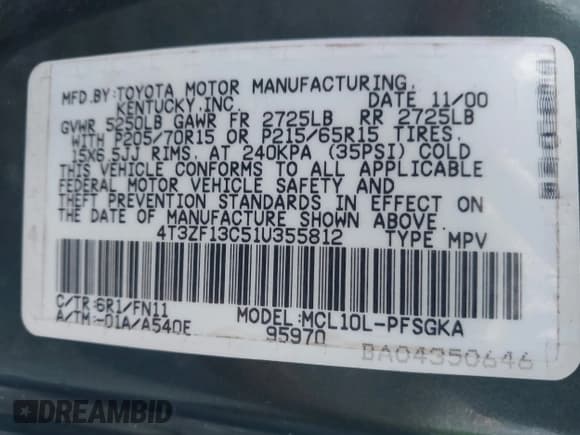 MFD.BY:TOYOTA MOTOR MANUFACTURING,
KENTUCKY,INC. DATE 11/00
GVWR 5250LB GAWR FR 2725LB RR 2725LB
WITH P205/70R15 OR P215/65R15 TIRES.
15X6.5JJ RIMS. AT 240KPA (35PSI) COLD
THIS VEHICLE CONFORMS TO ALL APPLICABLE
FEDERAL MOTOR VEHICLE SAFETY AND
THEFT PREVENTION STANDARDS IN EFFECT ON
THE DATE OF MANUFACTURE SHOWN ABOVE.
4T3ZF13C51U355812 TYPE MPV
C/TR:6R1/FN11 MODEL:MCL10L-PFSGKA
A/TM:-01A/A540E 95970
BA04350646
DREAMBID